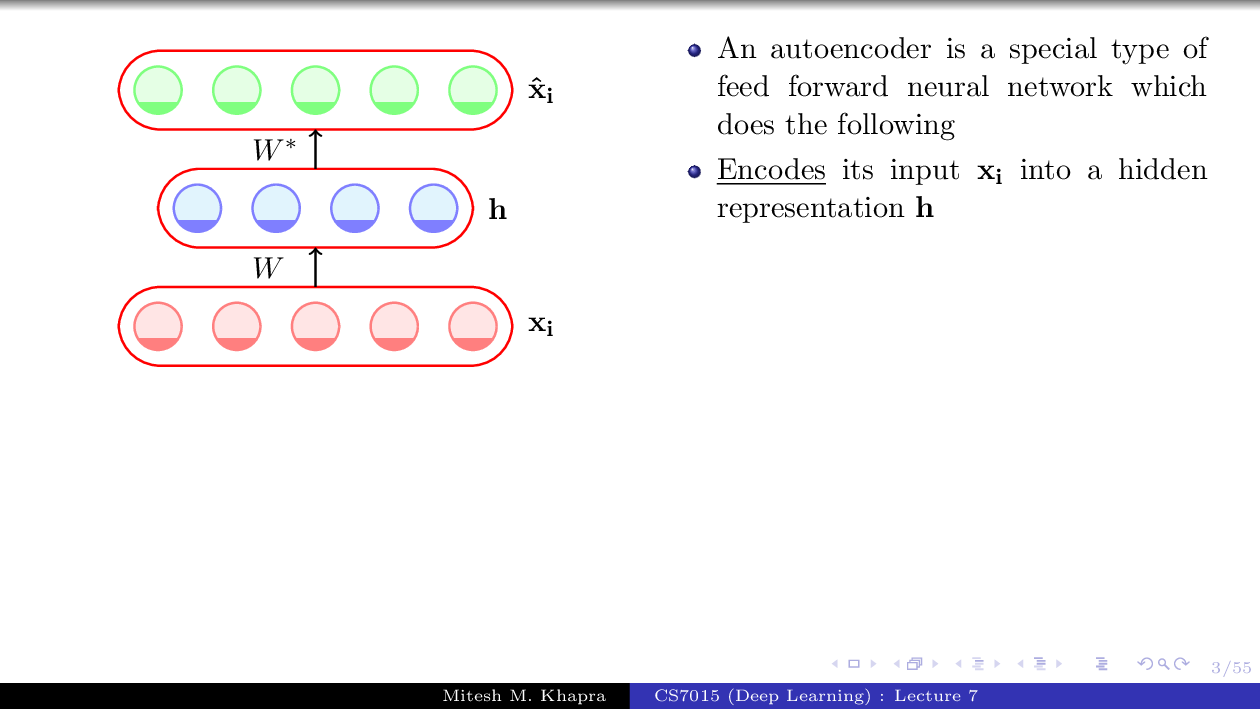 x̂ᵢ
W*
h
W
xᵢ
An autoencoder is a special type of
feed forward neural network which
does the following
Encodes its input xᵢ into a hidden
representation h
3/55
Mitesh M. Khapra
CS7015 (Deep Learning) : Lecture 7